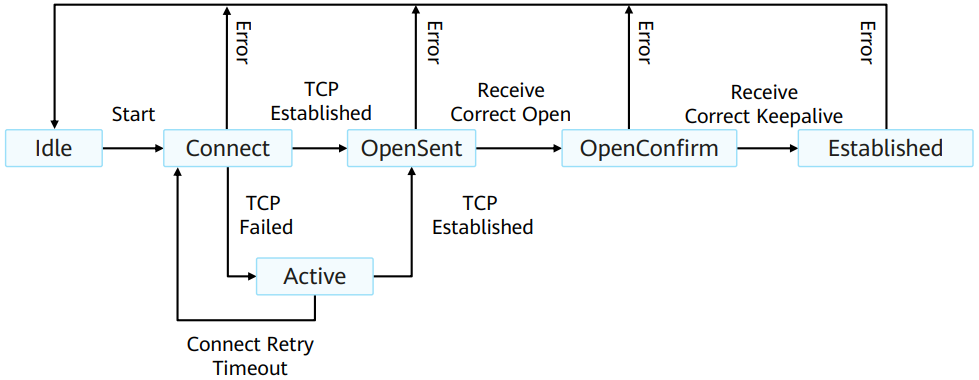 Error
Error
Error
Error
Start
TCP
Established
Receive
Correct Open
Receive
Correct Keepalive
Idle
Connect
OpenSent
OpenConfirm
Established
TCP
Failed
TCP
Established
Active
Connect Retry
Timeout